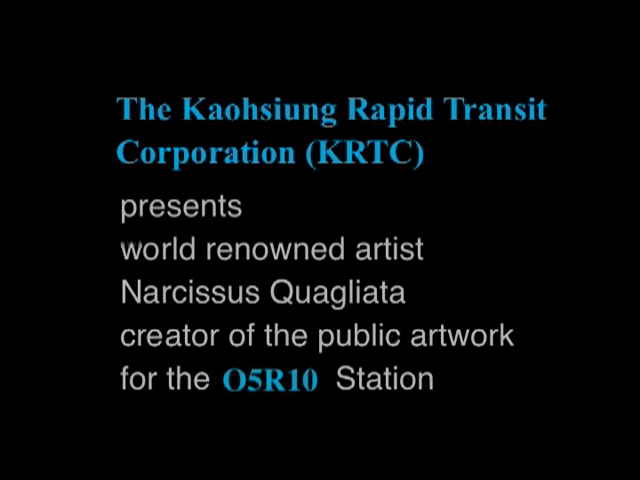 The Kaohsiung Rapid Transit
Corporation (KRTC)
presents
world renowned artist
Narcissus Quagliata
creator of the public artwork
for the O5R10 Station